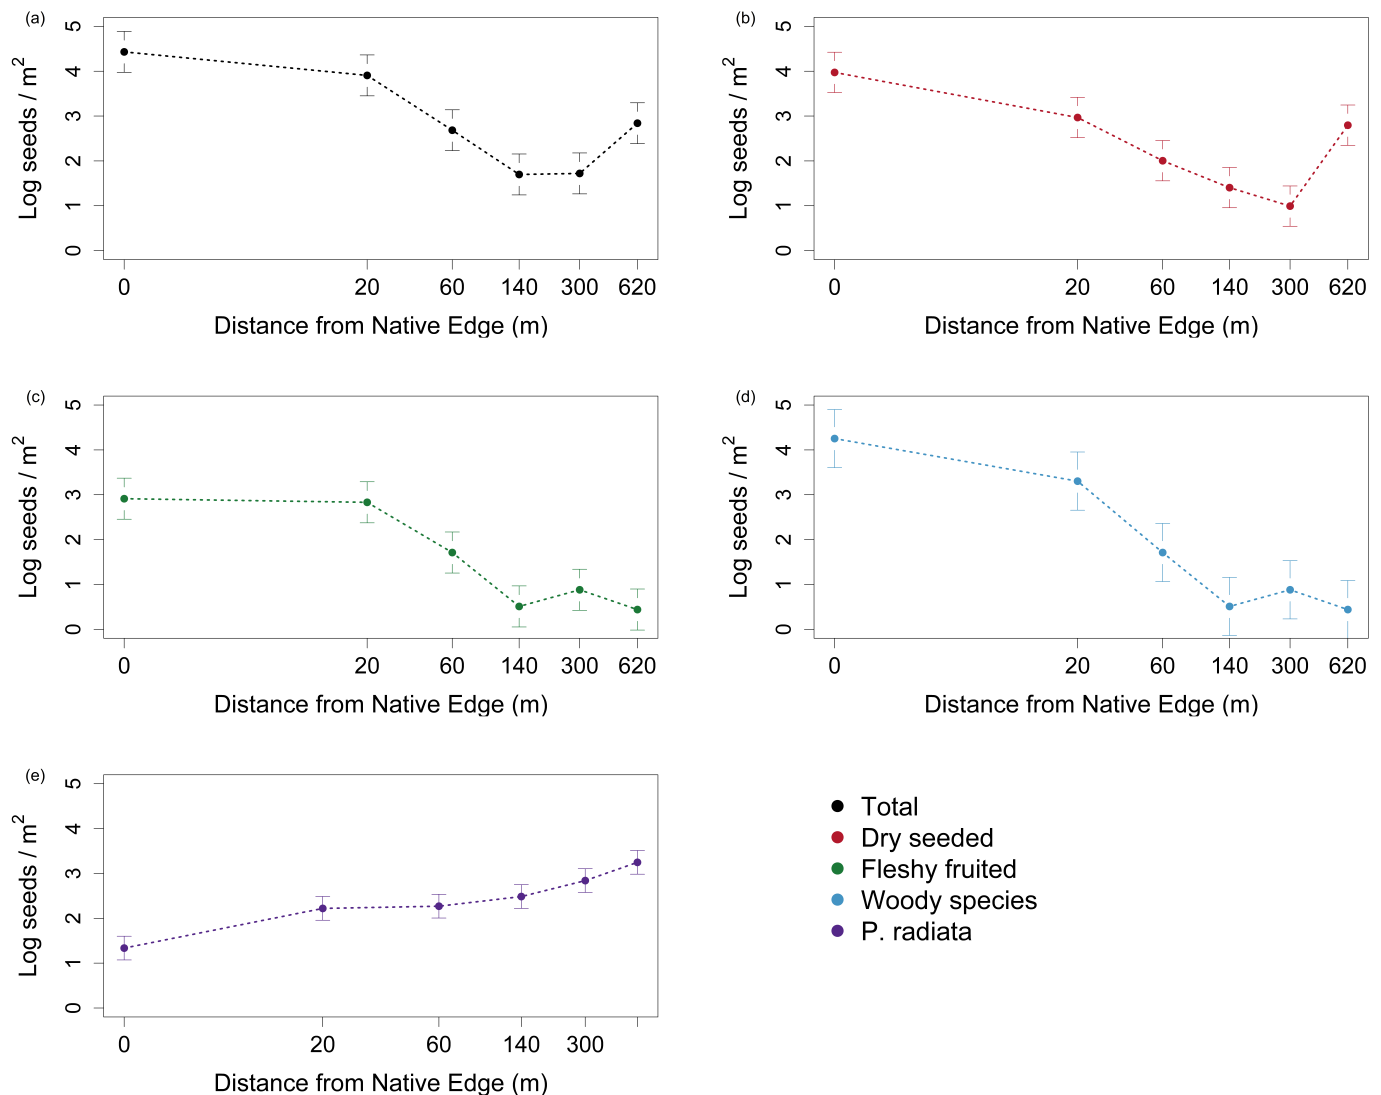 (a)
5
4
3
2
1
0
Log seeds / m²
0 20 60 140 300 620
Distance from Native Edge (m)
(b)
5
4
3
2
1
0
Log seeds / m²
0 20 60 140 300 620
Distance from Native Edge (m)
(c)
5
4
3
2
1
0
Log seeds / m²
0 20 60 140 300 620
Distance from Native Edge (m)
(d)
5
4
3
2
1
0
Log seeds / m²
0 20 60 140 300 620
Distance from Native Edge (m)
(e)
5
4
3
2
1
0
Log seeds / m²
0 20 60 140 300
Distance from Native Edge (m)
Total
Dry seeded
Fleshy fruited
Woody species
P. radiata